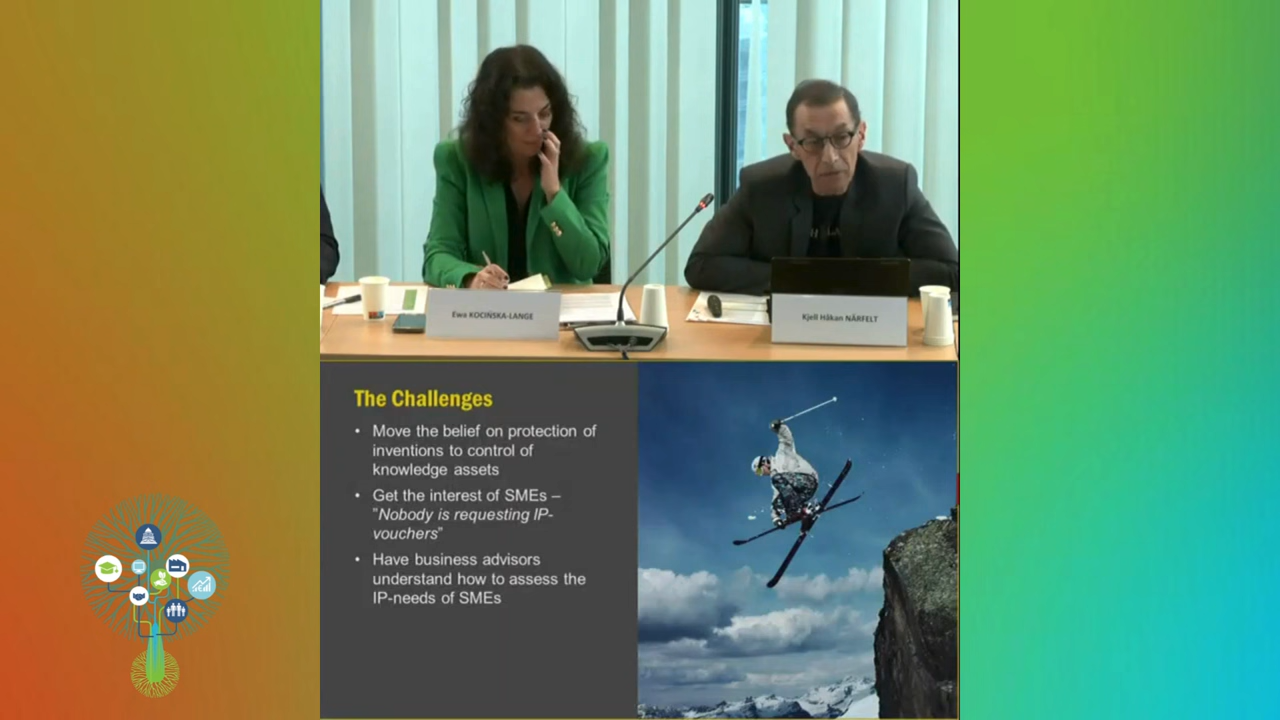 Ewa KOCIŃSKA-LANGE
Kjell Håkan NÄRFELT
The Challenges
• Move the belief on protection of
inventions to control of
knowledge assets
• Get the interest of SMEs –
"Nobody is requesting IP-
vouchers"
• Have business advisors
understand how to assess the
IP-needs of SMEs